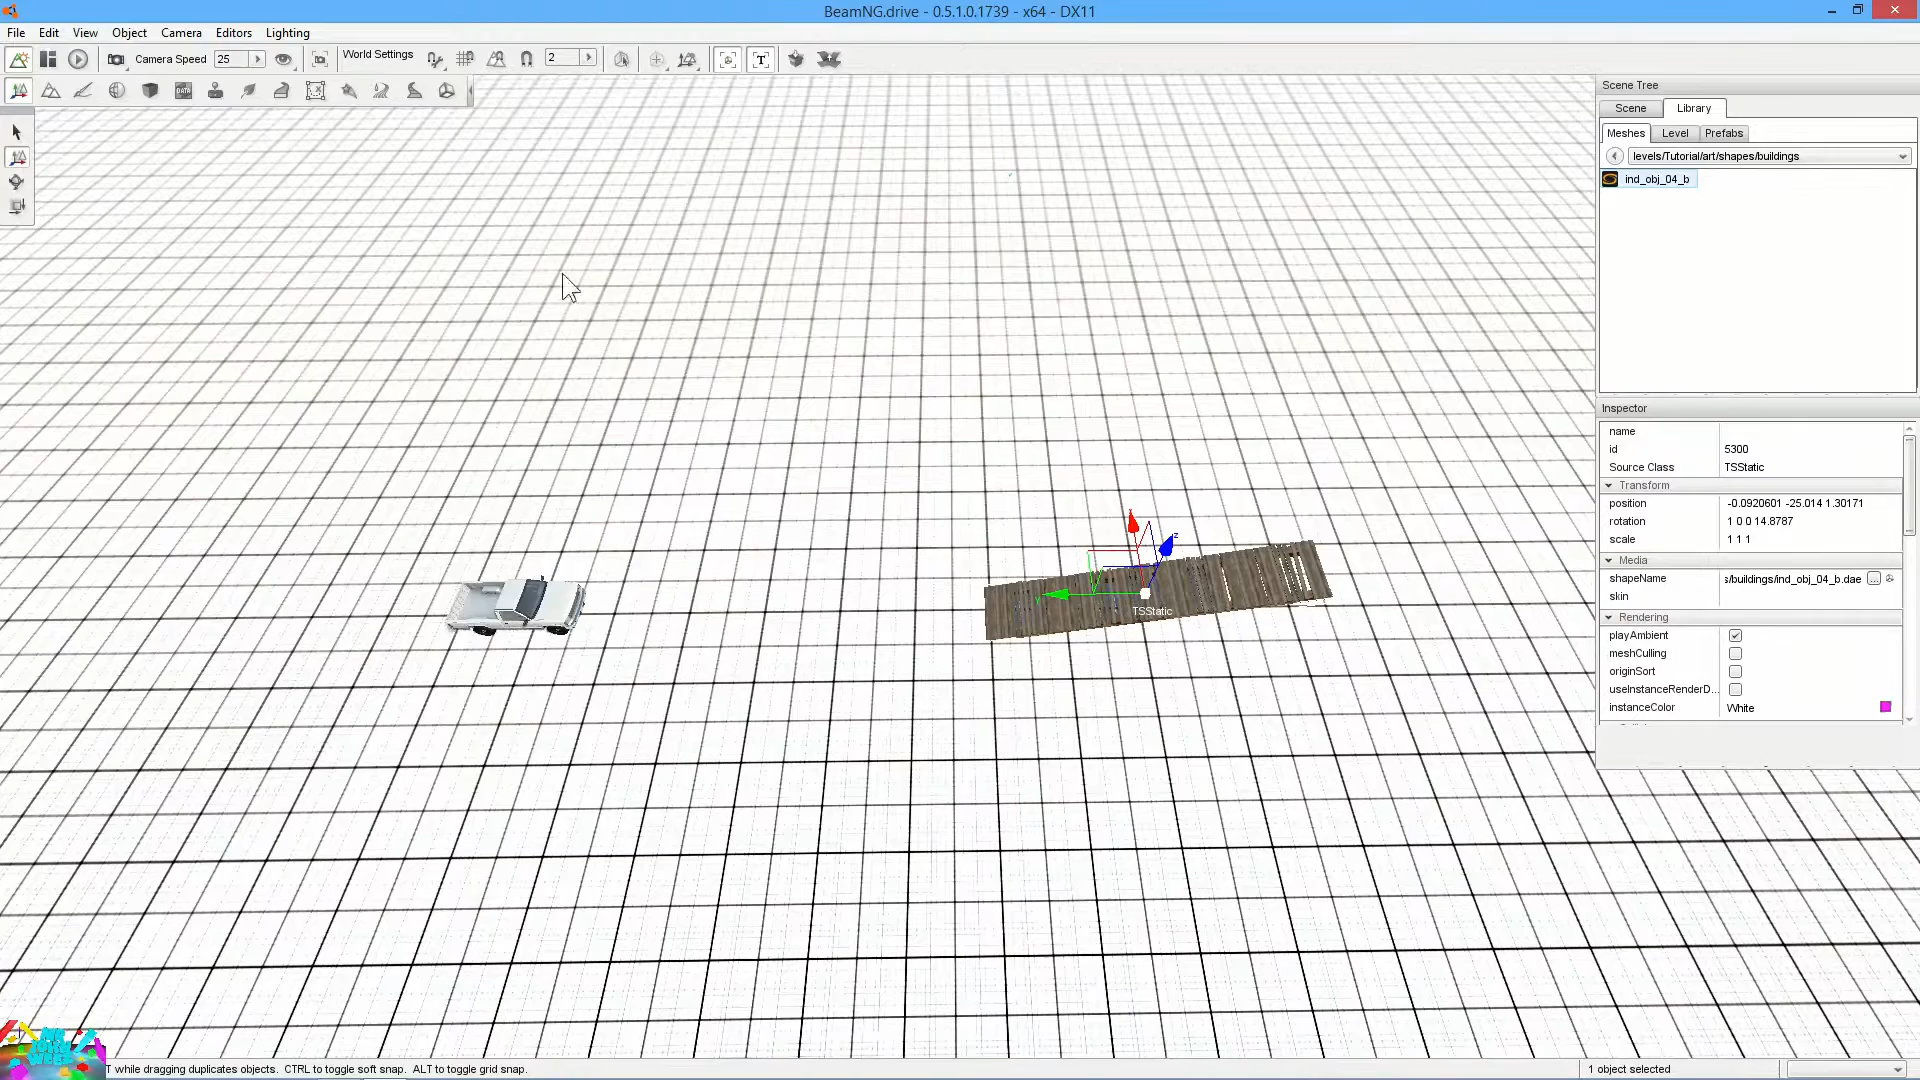 BeamNG.drive - 0.5.1.0.1739 - x64 - DX11
File Edit View Object Camera Editors Lighting
Camera Speed 25 World Settings 2
DATA
T
Scene Tree
Scene Library
Meshes Level Prefabs
levels/Tutorial/art/shapes/buildings
ind_obj_04_b
Inspector
name
id 5300
Source Class TSStatic
Transform
position -0.0920601 -25.014 1.30171
rotation 1 0 0 14.8787
scale 1 1 1
Media
shapeName s/buildings/ind_obj_04_b.dae ...
skin
Rendering
playAmbient
meshCulling
originSort
useInstanceRenderD...
instanceColor White
z
Y
TSStatic
T while dragging duplicates objects. CTRL to toggle soft snap. ALT to toggle grid snap.
1 object selected